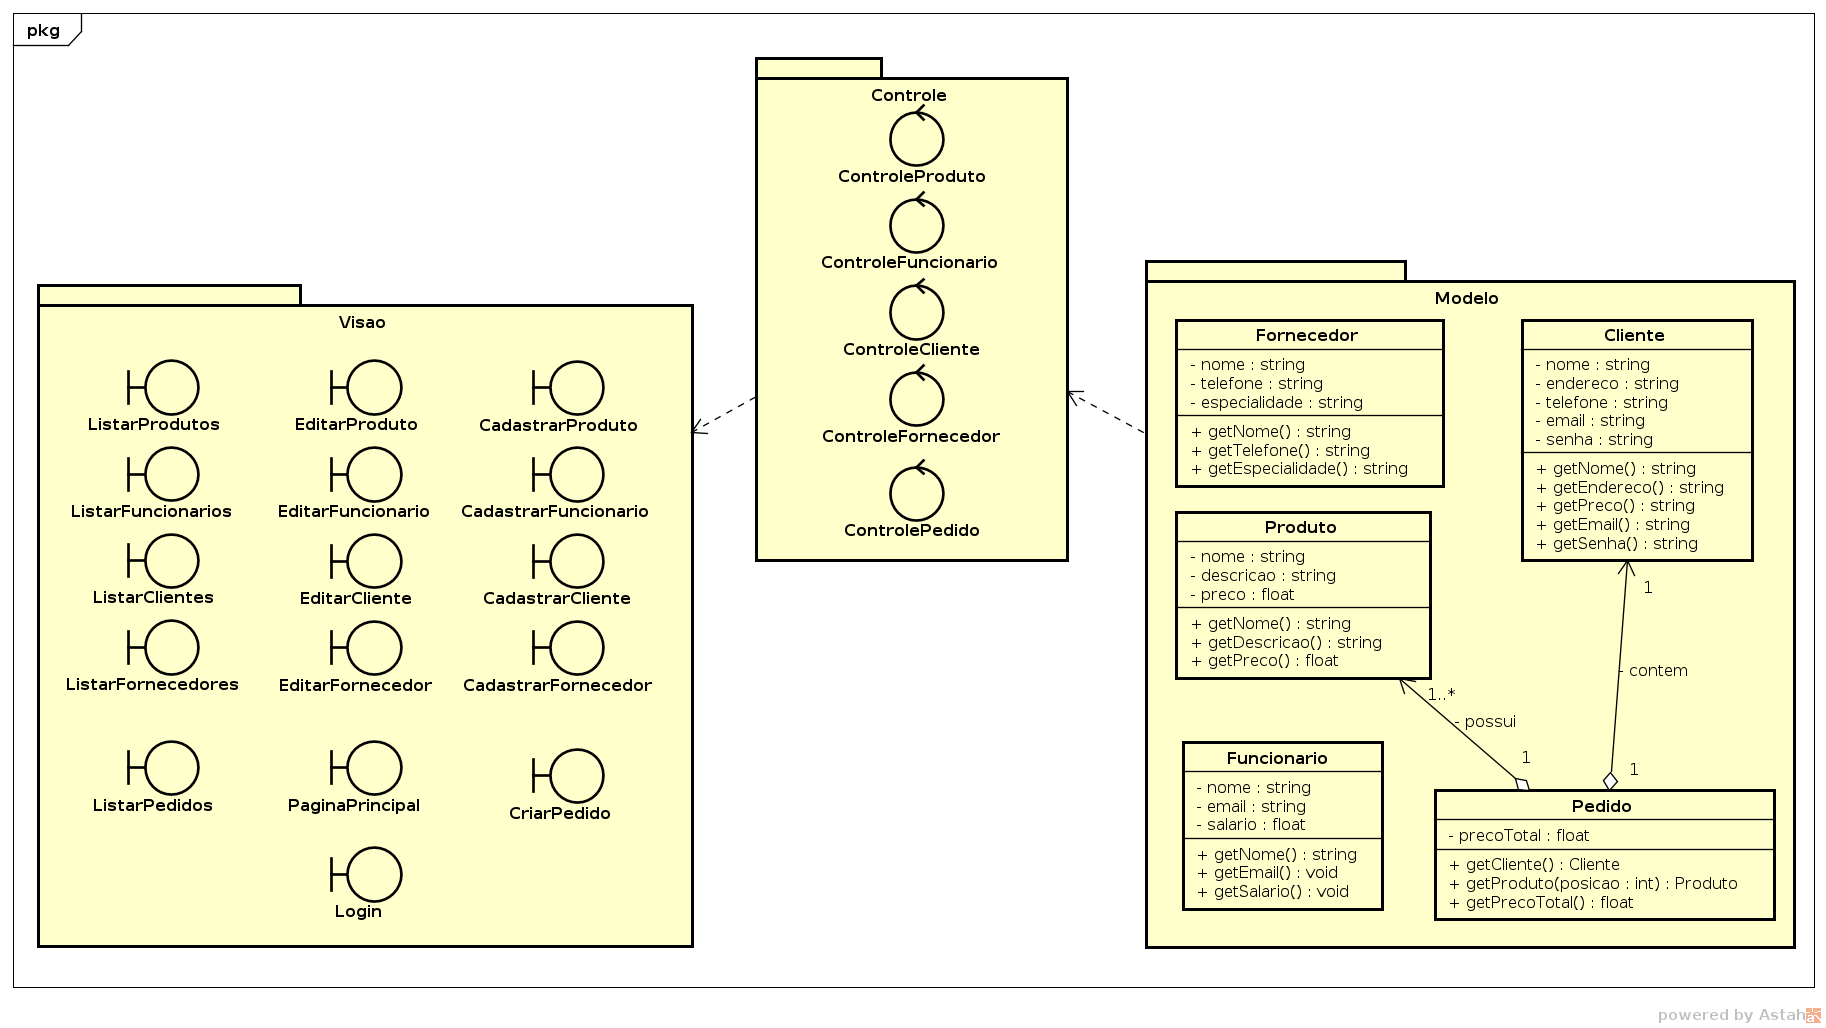 pkg
Controle
ControleProduto
ControleFuncionario
ControleCliente
ControleFornecedor
ControlePedido
Visao
ListarProdutos
EditarProduto
CadastrarProduto
ListarFuncionarios
EditarFuncionario
CadastrarFuncionario
ListarClientes
EditarCliente
CadastrarCliente
ListarFornecedores
EditarFornecedor
CadastrarFornecedor
ListarPedidos
PaginaPrincipal
CriarPedido
Login
Modelo
Fornecedor
- nome : string
- telefone : string
- especialidade : string
+ getNome() : string
+ getTelefone() : string
+ getEspecialidade() : string
Cliente
- nome : string
- endereco : string
- telefone : string
- email : string
- senha : string
+ getNome() : string
+ getEndereco() : string
+ getPreco() : string
+ getEmail() : string
+ getSenha() : string
Produto
- nome : string
- descricao : string
- preco : float
+ getNome() : string
+ getDescricao() : string
+ getPreco() : float
1
- contem
1
1..*
- possui
1
Funcionario
- nome : string
- email : string
- salario : float
+ getNome() : string
+ getEmail() : void
+ getSalario() : void
Pedido
- precoTotal : float
+ getCliente() : Cliente
+ getProduto(posicao : int) : Produto
+ getPrecoTotal() : float
powered by Astah